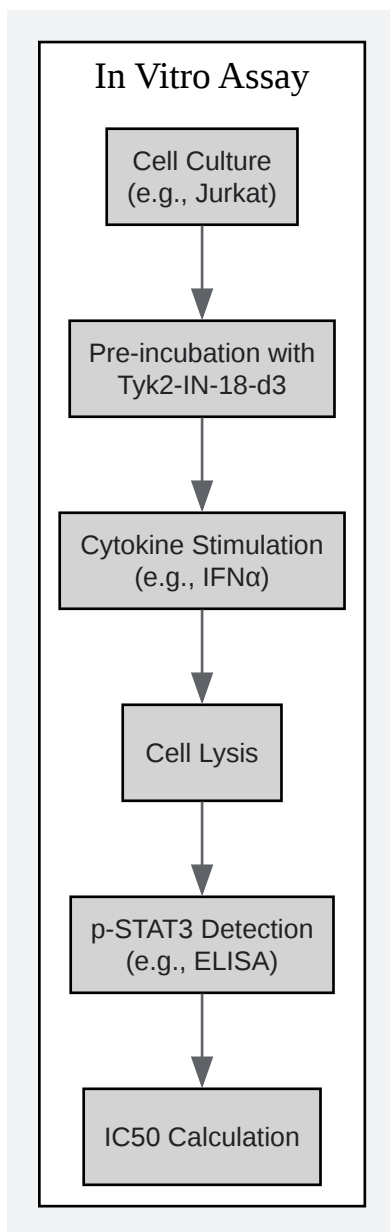 In Vitro Assay
Cell Culture
(e.g., Jurkat)
Pre-incubation with
Tyk2-IN-18-d3
Cytokine Stimulation
(e.g., IFNα)
Cell Lysis
p-STAT3 Detection
(e.g., ELISA)
IC50 Calculation